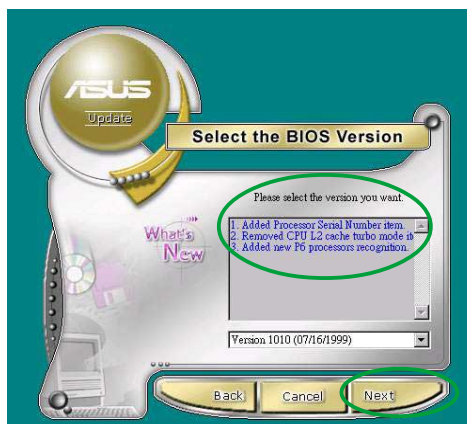 ASUS
Update
Select the BIOS Version
Please select the version you want.
What's
New
1. Added Processor Serial Number item.
2. Removed CPU L2 cache turbo mode it
3. Added new P6 processors recognition.
Version 1010 (07/16/1999)
Back
Cancel
Next